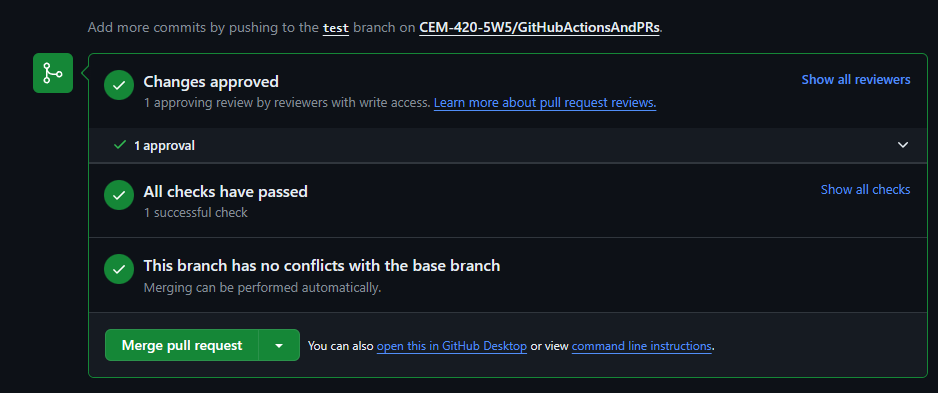 Add more commits by pushing to the test branch on CEM-420-5W5/GitHubActionsAndPRs.
Changes approved
Show all reviewers
1 approving review by reviewers with write access. Learn more about pull request reviews.
1 approval
All checks have passed
Show all checks
1 successful check
This branch has no conflicts with the base branch
Merging can be performed automatically.
Merge pull request
You can also open this in GitHub Desktop or view command line instructions.